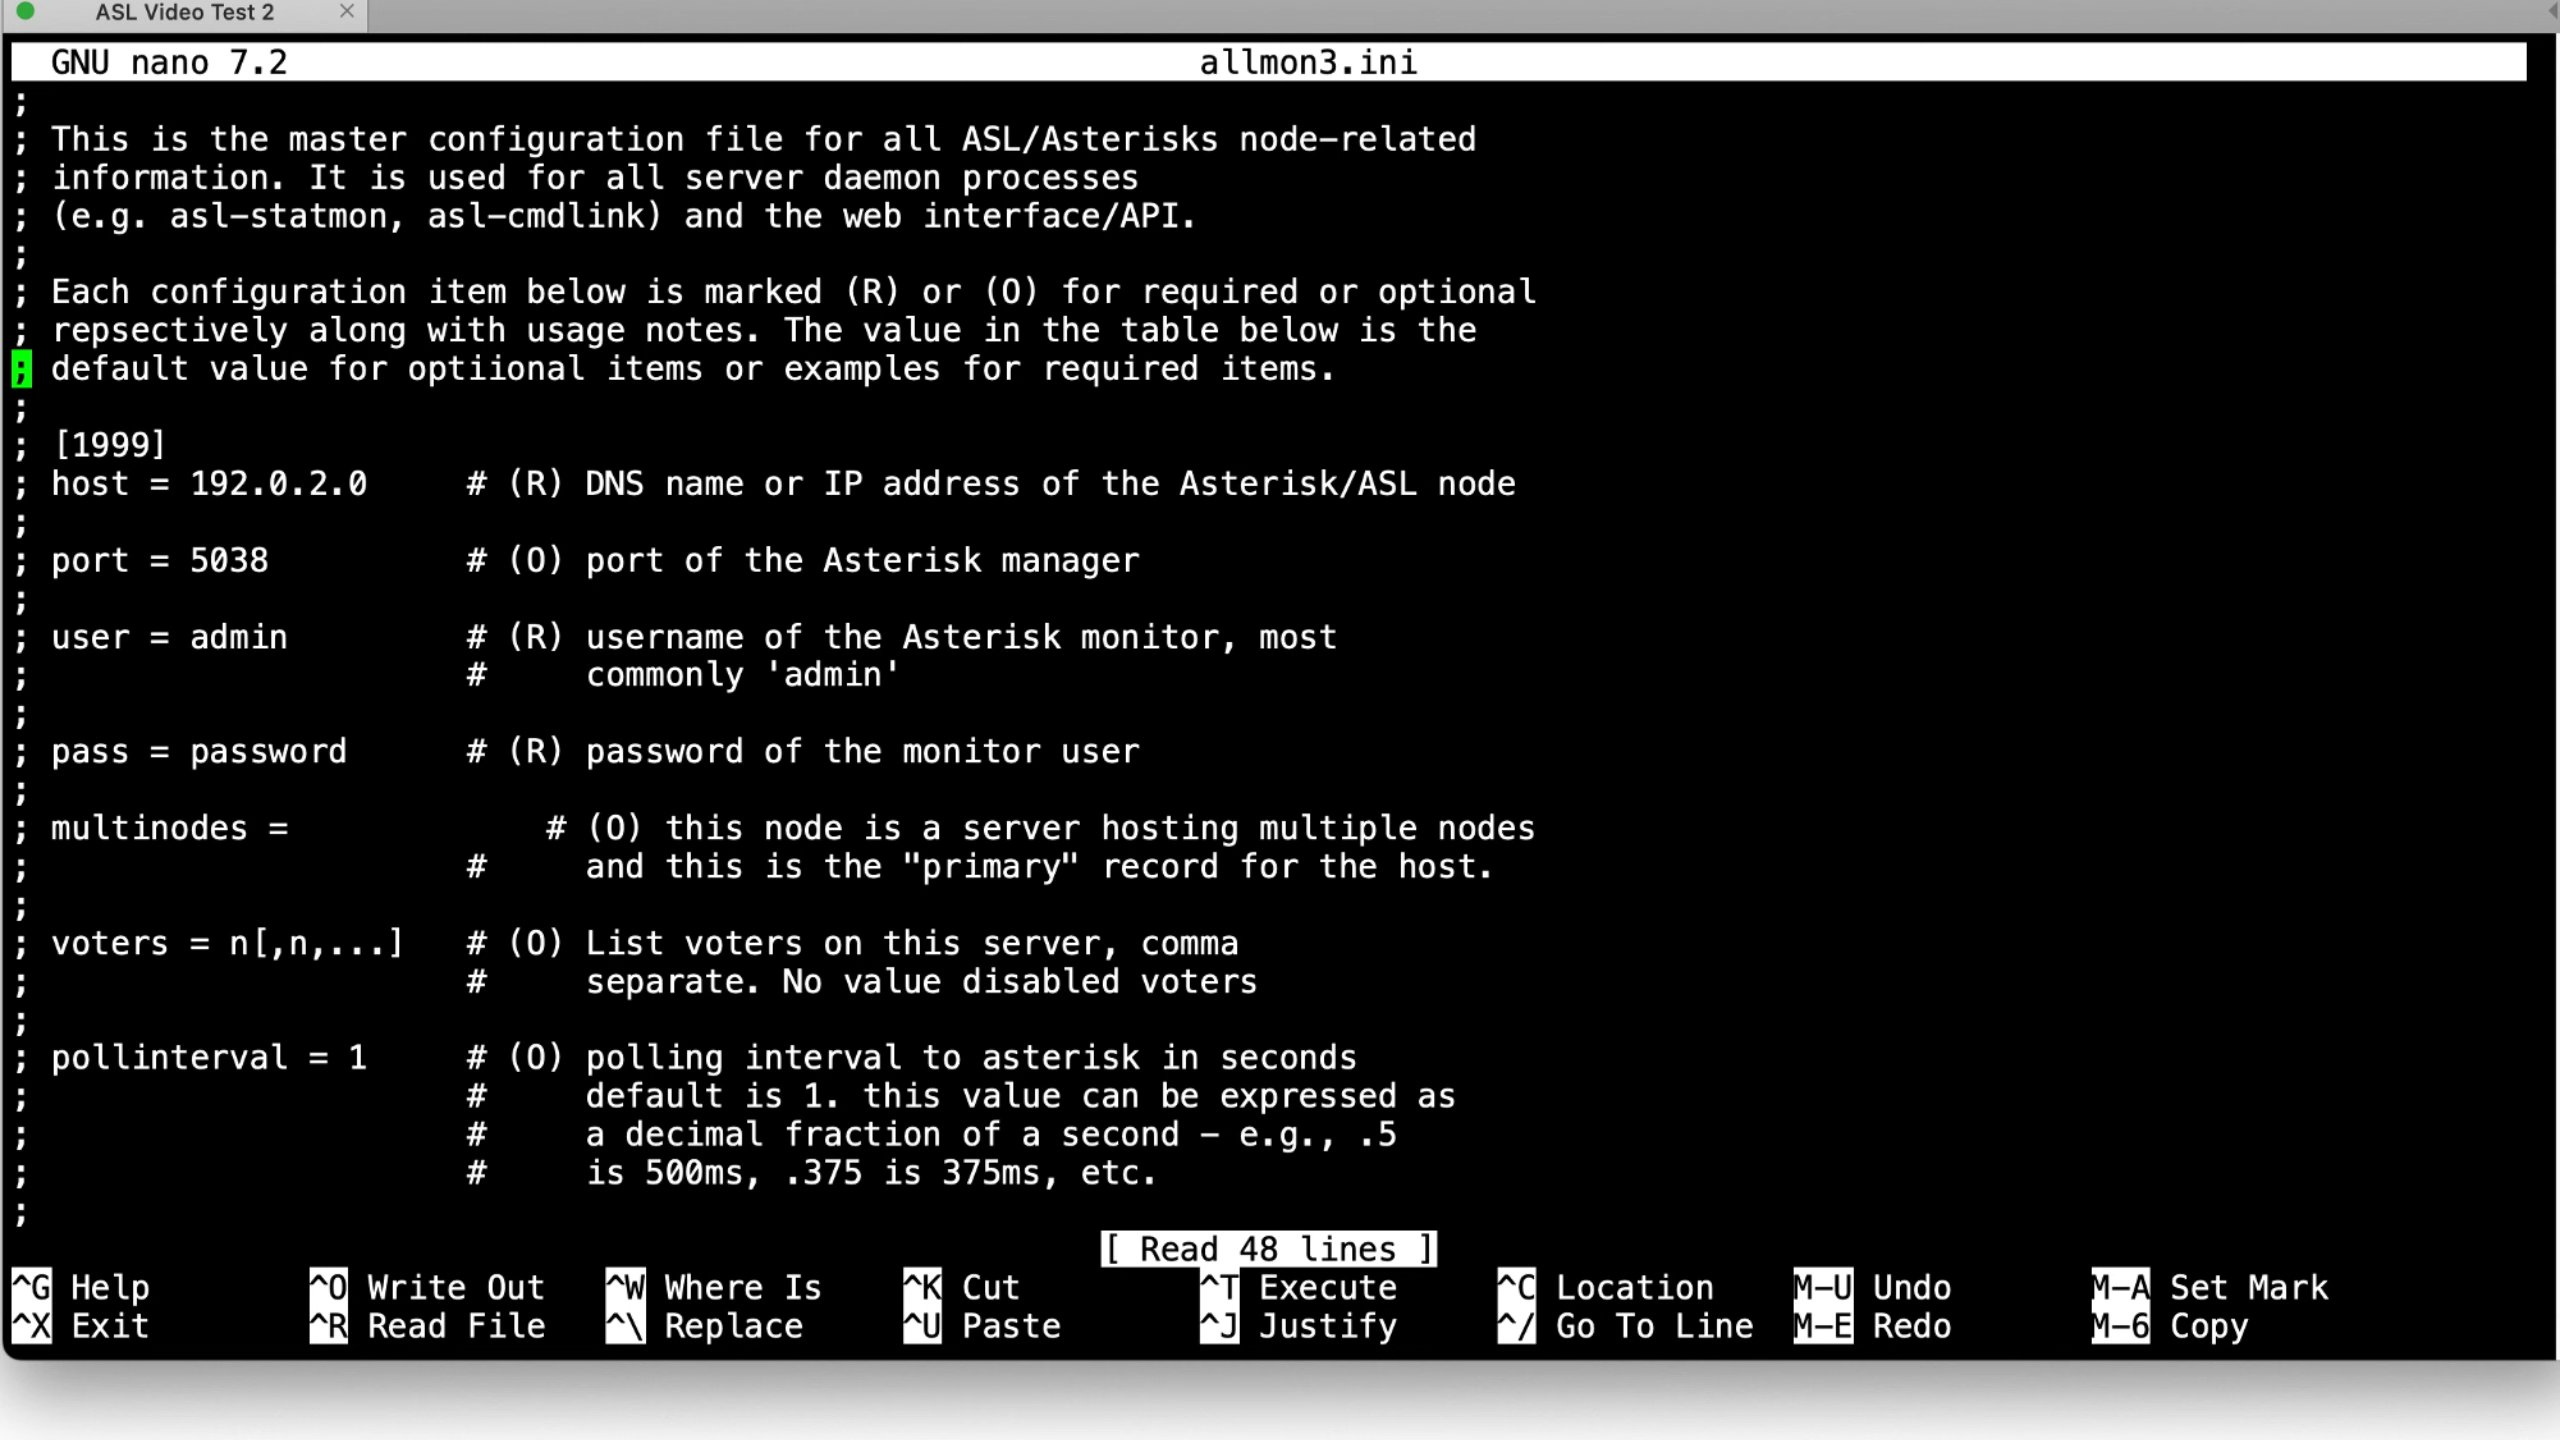 ASL Video Test 2
GNU nano 7.2 allmon3.ini
;
; This is the master configuration file for all ASL/Asterisks node-related
; information. It is used for all server daemon processes
; (e.g. asl-statmon, asl-cmdlink) and the web interface/API.
;
; Each configuration item below is marked (R) or (O) for required or optional
; repsectively along with usage notes. The value in the table below is the
; default value for optiional items or examples for required items.
;
; [1999]
; host = 192.0.2.0     # (R) DNS name or IP address of the Asterisk/ASL node
;
; port = 5038          # (O) port of the Asterisk manager
;
; user = admin         # (R) username of the Asterisk monitor, most
;                      #     commonly 'admin'
;
; pass = password      # (R) password of the monitor user
;
; multinodes =             # (O) this node is a server hosting multiple nodes
;                      #     and this is the "primary" record for the host.
;
; voters = n[,n,...]   # (O) List voters on this server, comma
;                      #     separate. No value disabled voters
;
; pollinterval = 1     # (O) polling interval to asterisk in seconds
;                      #     default is 1. this value can be expressed as
;                      #     a decimal fraction of a second - e.g., .5
;                      #     is 500ms, .375 is 375ms, etc.
;
[ Read 48 lines ]
^G Help ^O Write Out ^W Where Is ^K Cut ^T Execute ^C Location M-U Undo M-A Set Mark
^X Exit ^R Read File ^\ Replace ^U Paste ^J Justify ^/ Go To Line M-E Redo M-6 Copy